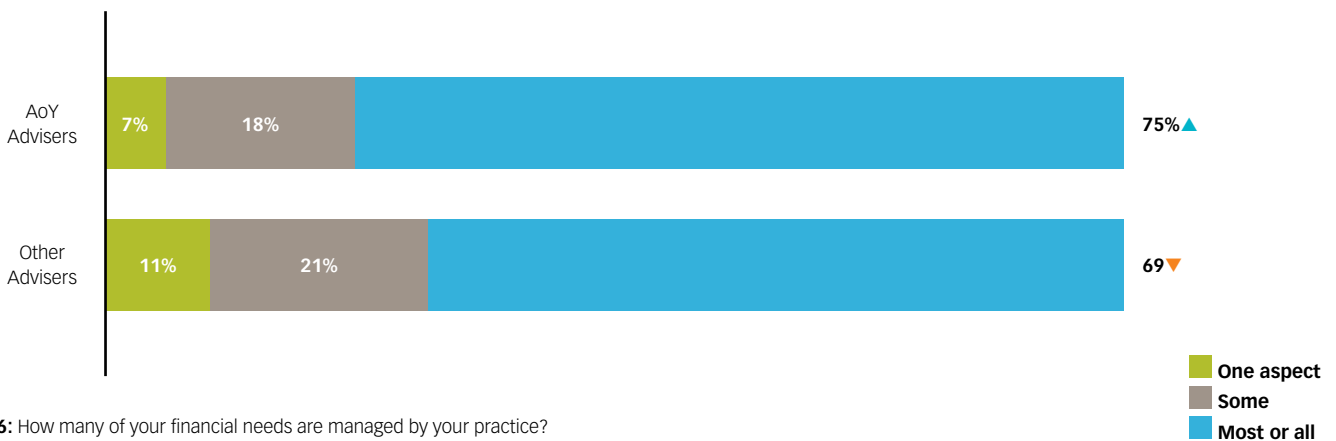 AoY
Advisers
7%
18%
75%
Other
Advisers
11%
21%
69
One aspect
Some
Most or all
6: How many of your financial needs are managed by your practice?